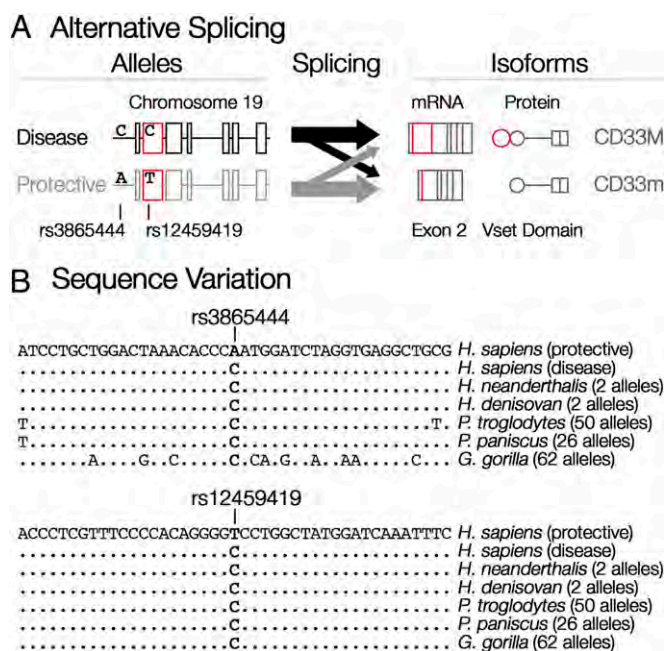 A Alternative Splicing
Alleles Splicing Isoforms
Chromosome 19 mRNA Protein
Disease C C CD33M
Protective A T CD33m
rs3865444 rs12459419 Exon 2 Vset Domain
B Sequence Variation
rs3865444
ATCCTGCTGGACTAAACACCCAATGGATCTAGGTGAGGCTGCG H. sapiens (protective)
.....................C..................... H. sapiens (disease)
.....................C..................... H. neanderthalis (2 alleles)
.....................C..................... H. denisovan (2 alleles)
T....................C...................T. P. troglodytes (50 alleles)
T....................C..................... P. paniscus (26 alleles)
.......A....G..C.....C.CA.G..A..AA.....C... G. gorilla (62 alleles)
rs12459419
ACCCTCGTTTCCCCACAGGGGTCCTGGCTATGGATCAAATTTC H. sapiens (protective)
.....................C..................... H. sapiens (disease)
.....................C..................... H. neanderthalis (2 alleles)
.....................C..................... H. denisovan (2 alleles)
.....................C..................... P. troglodytes (50 alleles)
.....................C..................... P. paniscus (26 alleles)
.....................C..................... G. gorilla (62 alleles)